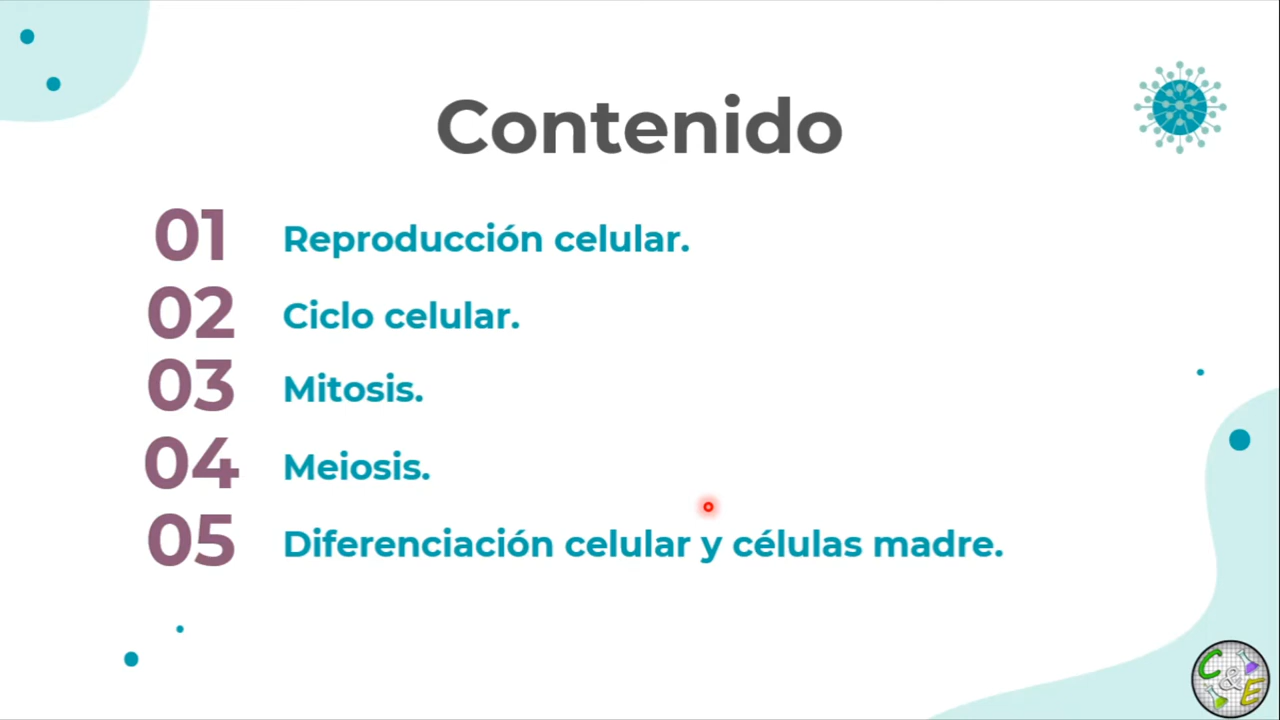 Contenido
01 Reproducción celular.
02 Ciclo celular.
03 Mitosis.
04 Meiosis.
05 Diferenciación celular y células madre.
C&E